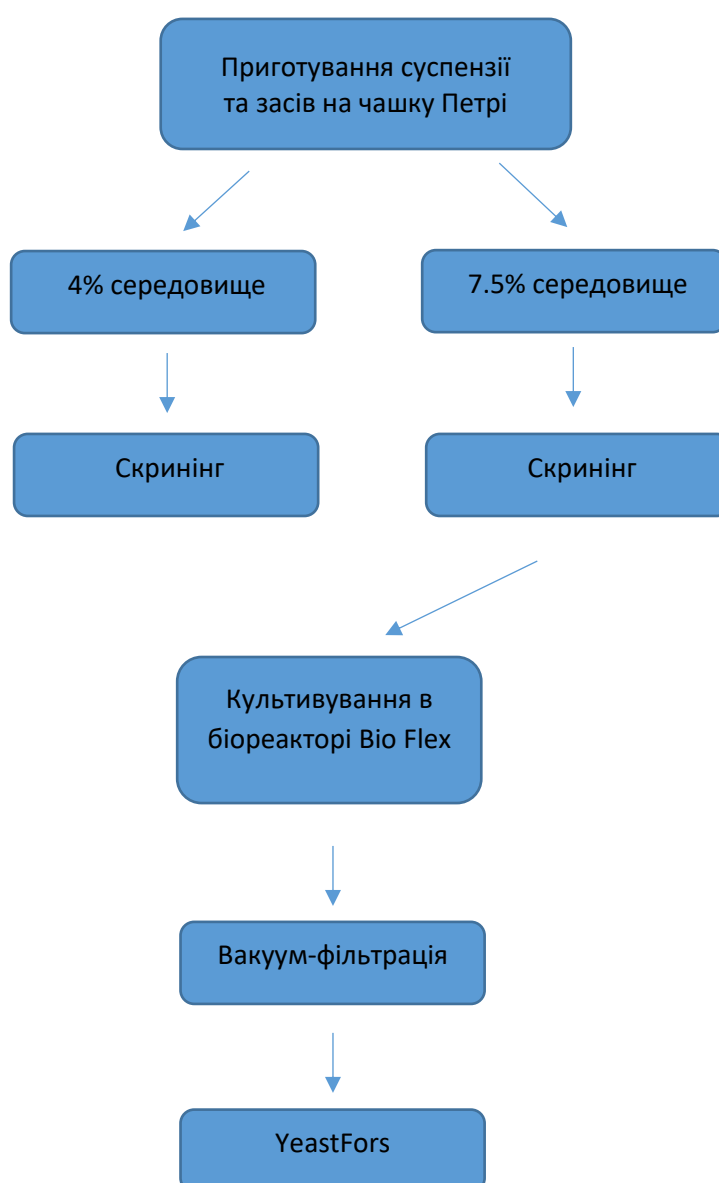 Приготування суспензії
та засів на чашку Петрі
4% середовище
7.5% середовище
Скринінг
Скринінг
Культивування в
біореакторі Bio Flex
Вакуум-фільтрація
YeastFors